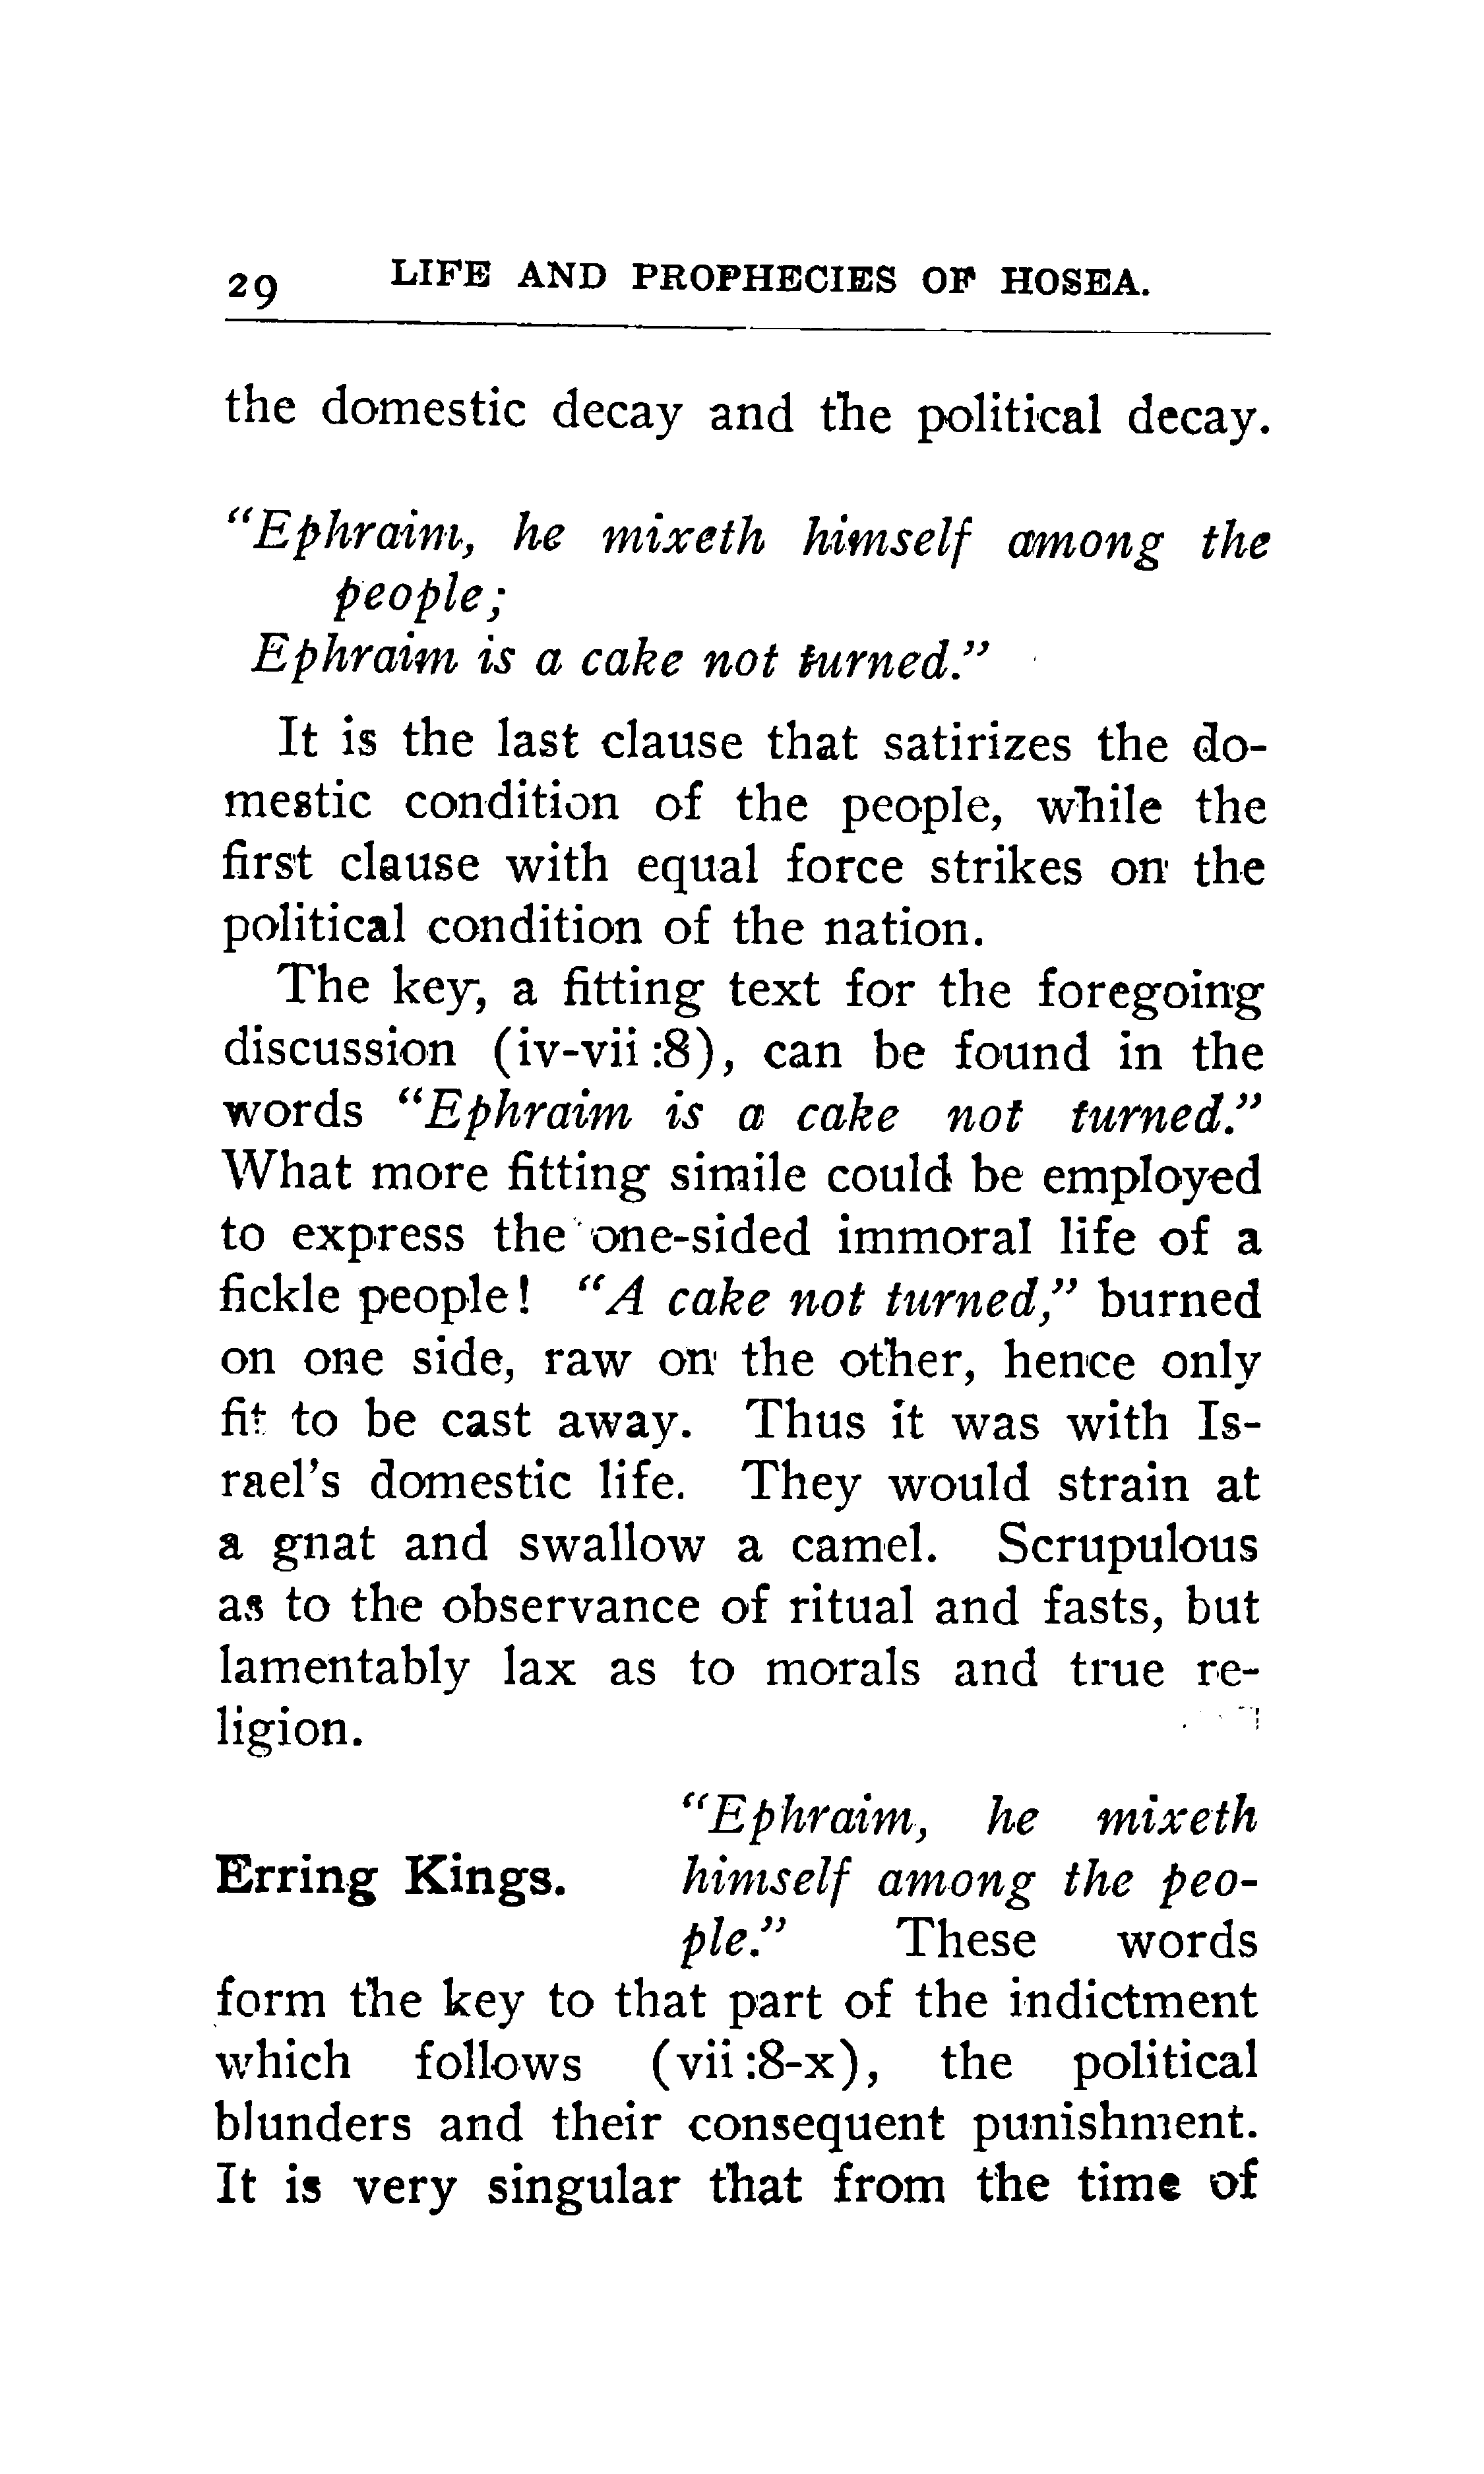 29 LIFE AND PROPHECIES OF HOSEA.
the domestic decay and the political decay.
“Ephraim, he mixeth himself among the
people;
Ephraim is a cake not turned.”
It is the last clause that satirizes the do-
mestic condition of the people, while the
first clause with equal force strikes on the
political condition of the nation.
The key, a fitting text for the foregoing
discussion (iv-vii:8), can be found in the
words “Ephraim is a cake not turned.”
What more fitting simile could be employed
to express the one-sided immoral life of a
fickle people! “A cake not turned,” burned
on one side, raw on the other, hence only
fit to be cast away. Thus it was with Is-
rael’s domestic life. They would strain at
a gnat and swallow a camel. Scrupulous
as to the observance of ritual and fasts, but
lamentably lax as to morals and true re-
ligion.
Erring Kings.
“Ephraim, he mixeth
himself among the peo-
ple.” These words
form the key to that part of the indictment
which follows (vii:8-x), the political
blunders and their consequent punishment.
It is very singular that from the time of